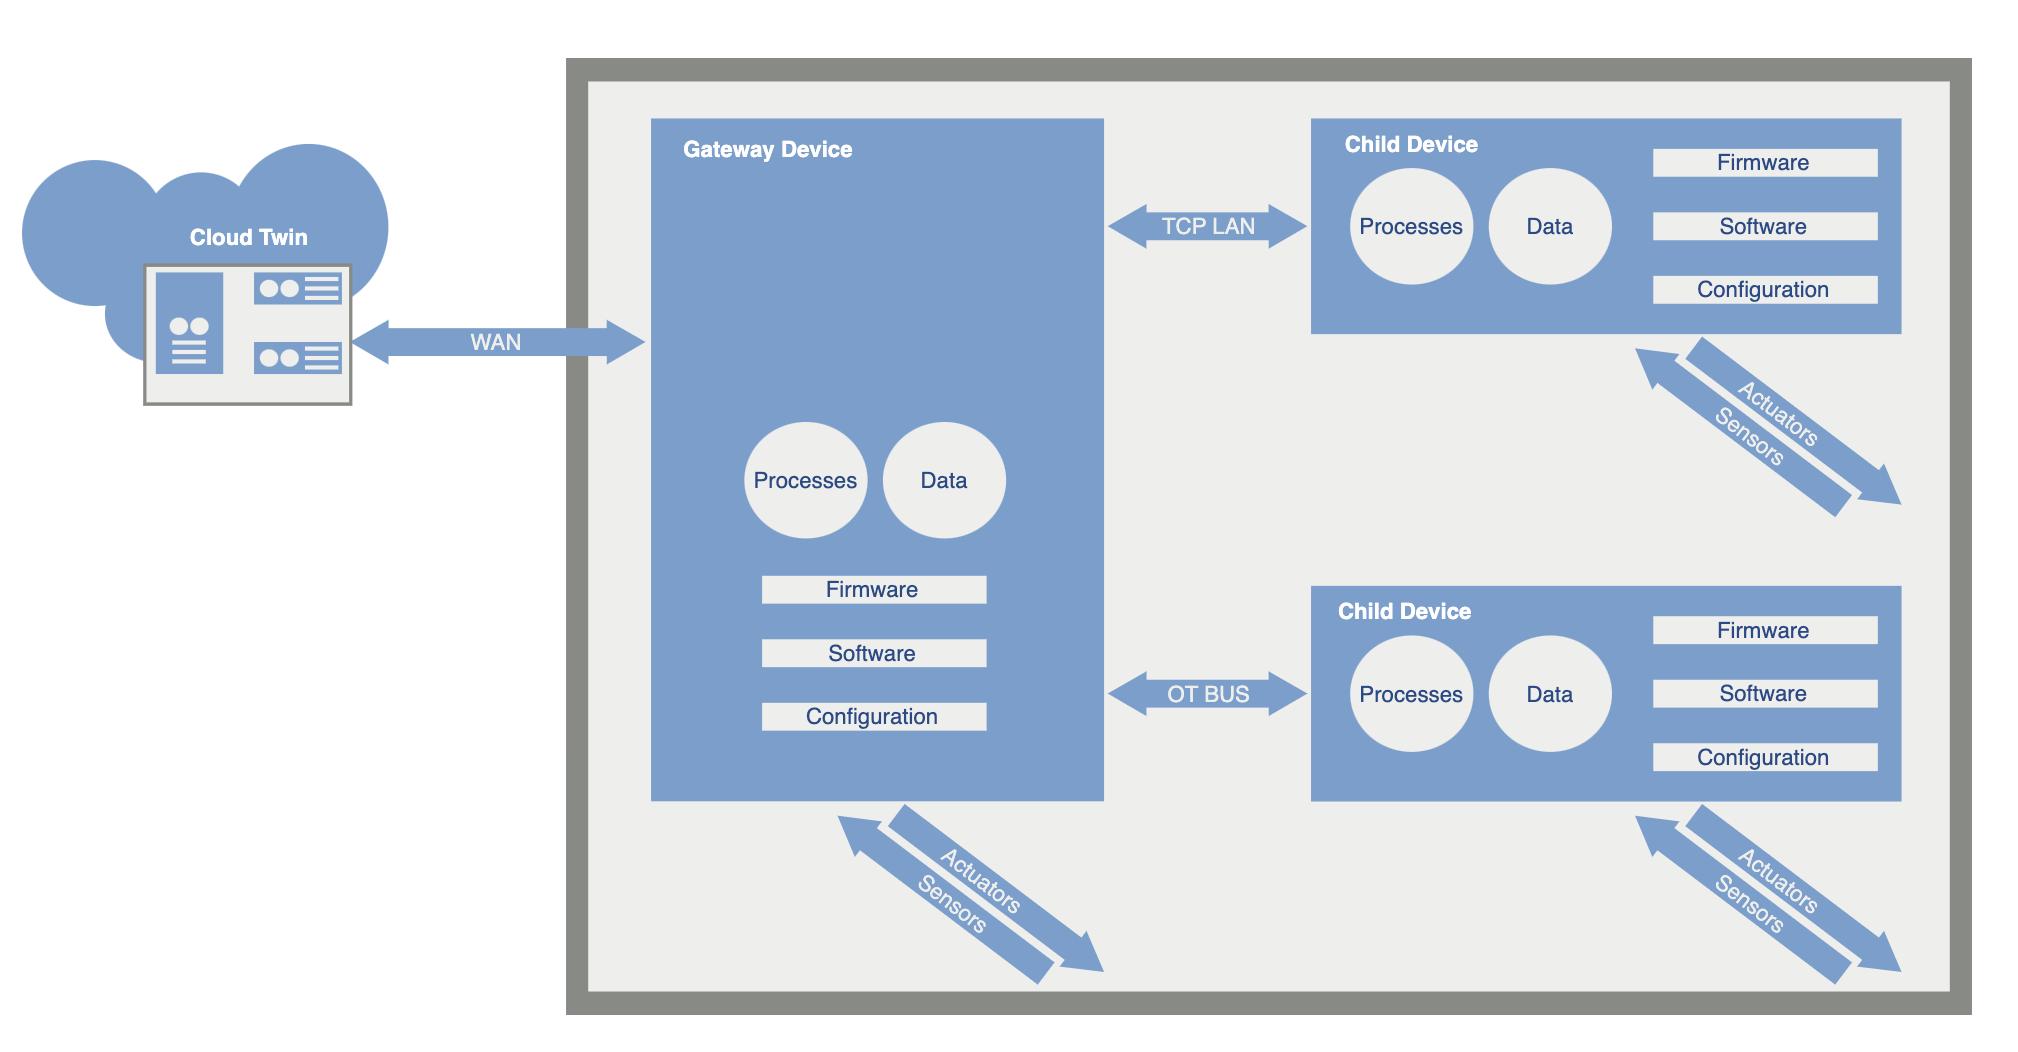 Cloud Twin
WAN
Gateway Device
Processes
Data
Firmware
Software
Configuration
Actuators
Sensors
TCP LAN
Child Device
Processes
Data
Firmware
Software
Configuration
Actuators
Sensors
OT BUS
Child Device
Processes
Data
Firmware
Software
Configuration
Actuators
Sensors